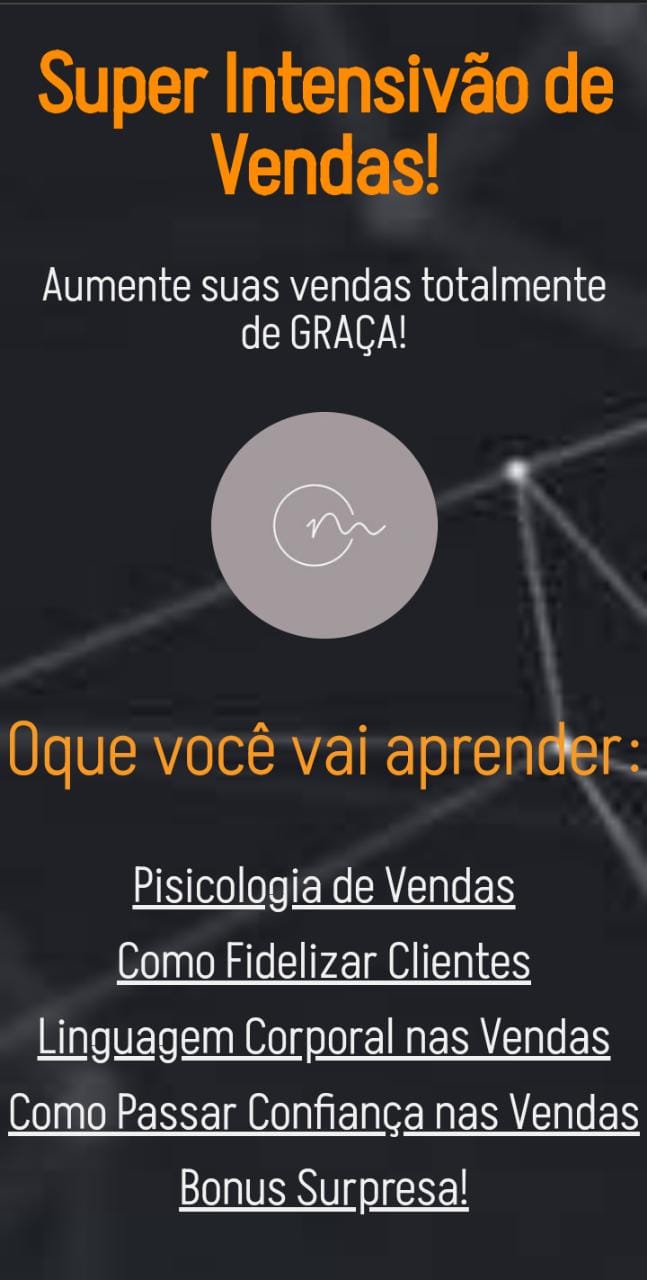 Super Intensivão de
Vendas!
Aumente suas vendas totalmente
de GRAÇA!
Oque você vai aprender:
Pisicologia de Vendas
Como Fidelizar Clientes
Linguagem Corporal nas Vendas
Como Passar Confiança nas Vendas
Bonus Surpresa!